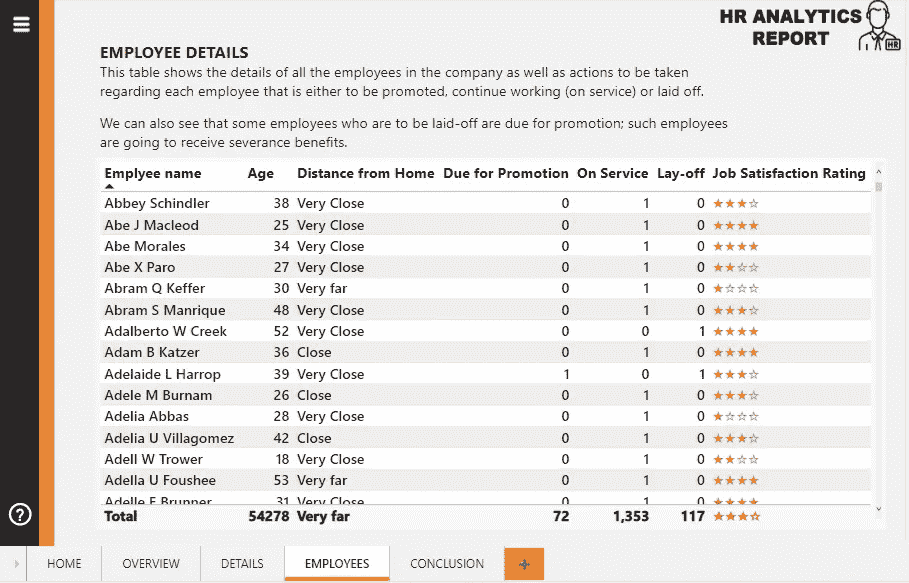 HR ANALYTICS
REPORT
HR
EMPLOYEE DETAILS
This table shows the details of all the employees in the company as well as actions to be taken
regarding each employee that is either to be promoted, continue working (on service) or laid off.
We can also see that some employees who are to be laid-off are due for promotion; such employees
are going to receive severance benefits.
Emplyee name Age Distance from Home Due for Promotion On Service Lay-off Job Satisfaction Rating
Abbey Schindler 38 Very Close 0 1 0 ★★★☆
Abe J Macleod 25 Very Close 0 1 0 ★★★★
Abe Morales 34 Very Close 0 1 0 ★★★★
Abe X Paro 27 Very Close 0 1 0 ★★☆☆
Abram Q Keffer 30 Very far 0 1 0 ★☆☆☆
Abram S Manrique 48 Very Close 0 1 0 ★★★☆
Adalberto W Creek 52 Very Close 0 0 1 ★★★★
Adam B Katzer 36 Close 0 1 0 ★★★★
Adelaide L Harrop 39 Very Close 1 0 1 ★★★☆
Adele M Burnam 26 Close 0 1 0 ★★★☆
Adelia Abbas 28 Very Close 0 1 0 ★☆☆☆
Adelia U Villagomez 42 Close 0 1 0 ★★★☆
Adell W Trower 18 Very Close 0 1 0 ★★☆☆
Adella U Foushee 53 Very far 0 1 0 ★★★★
Adelle F Brunner 31 Very Close 0 1 0 ★★★★
Total 54278 Very far 72 1,353 117 ★★★☆
HOME OVERVIEW DETAILS EMPLOYEES CONCLUSION +